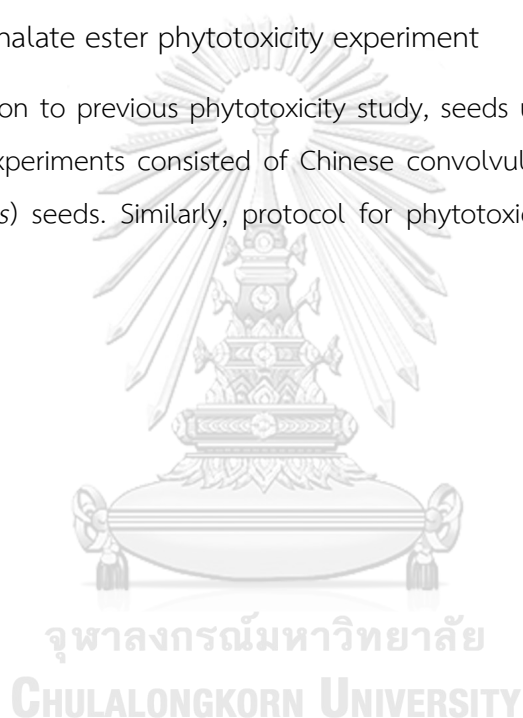 halate ester phytotoxicity experiment
on to previous phytotoxicity study, seeds u
xperiments consisted of Chinese convolvul
s) seeds. Similarly, protocol for phytotoxic
จุฬาลงกรณ์มหาวิทยาลัย
CHULALONGKORN UNIVERSITY